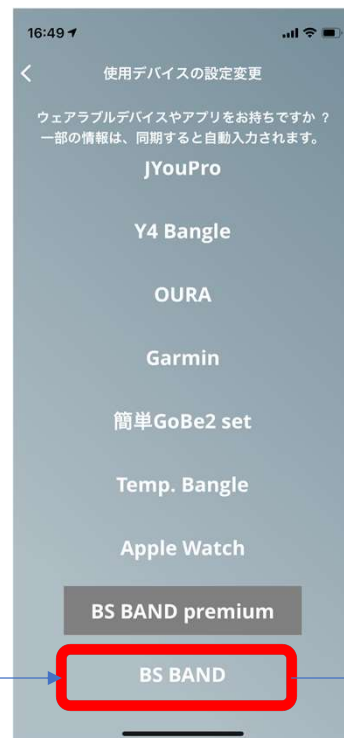 16:49
使用デバイスの設定変更
ウェアラブルデバイスやアプリをお持ちですか ?
一部の情報は、同期すると自動入力されます。
JYouPro
Y4 Bangle
OURA
Garmin
簡単GoBe2 set
Temp. Bangle
Apple Watch
BS BAND premium
BS BAND